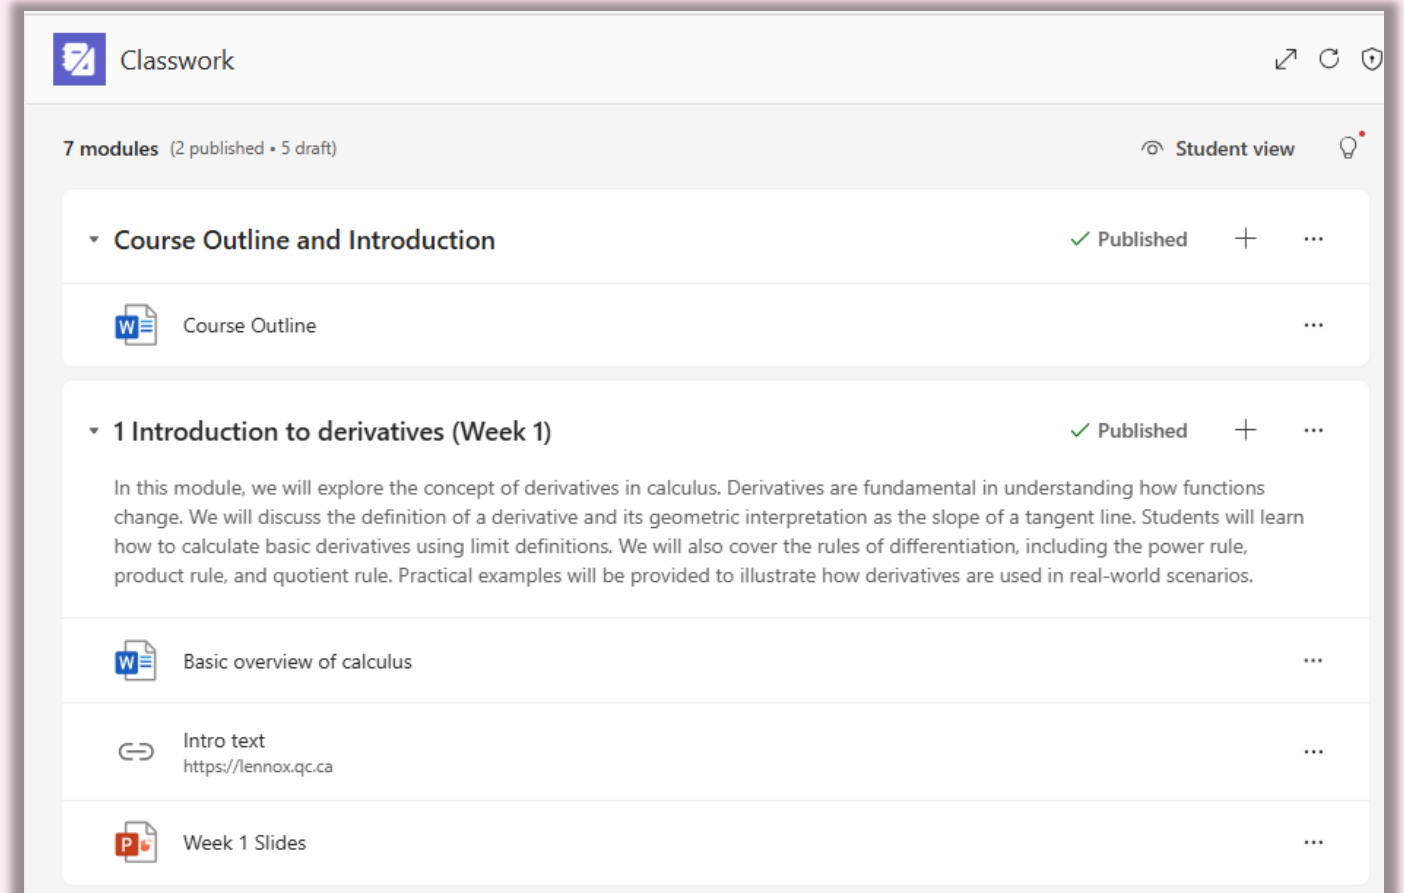 Classwork
7 modules (2 published • 5 draft)
Student view
Course Outline and Introduction
Published
Course Outline
1 Introduction to derivatives (Week 1)
Published
In this module, we will explore the concept of derivatives in calculus. Derivatives are fundamental in understanding how functions
change. We will discuss the definition of a derivative and its geometric interpretation as the slope of a tangent line. Students will learn
how to calculate basic derivatives using limit definitions. We will also cover the rules of differentiation, including the power rule,
product rule, and quotient rule. Practical examples will be provided to illustrate how derivatives are used in real-world scenarios.
Basic overview of calculus
Intro text
https://lennox.qc.ca
Week 1 Slides